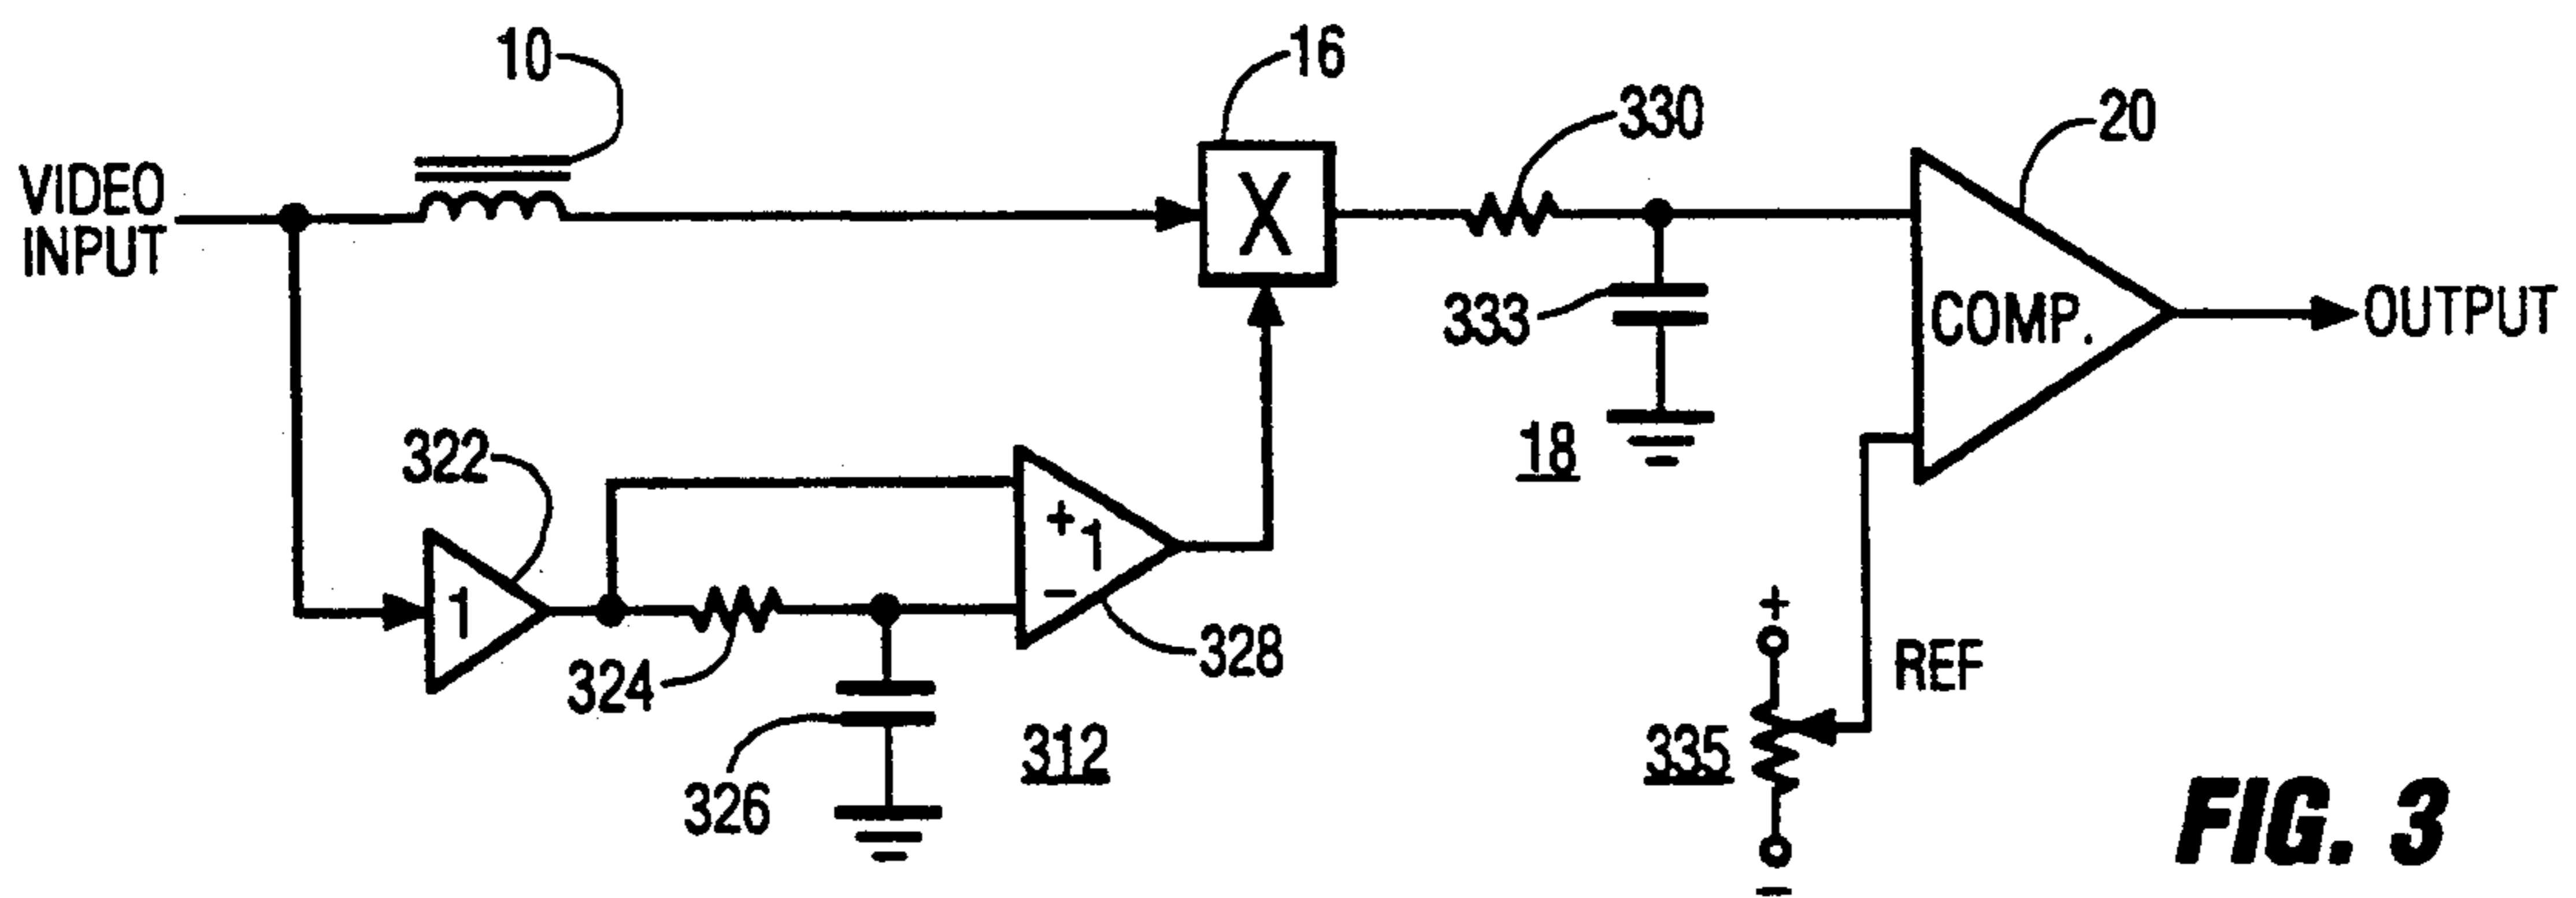 10
16
330
20
VIDEO
INPUT
X
333
COMP.
OUTPUT
322
18
+
1
-
1
324
328
326
312
+
REF
335
-
FIG. 3